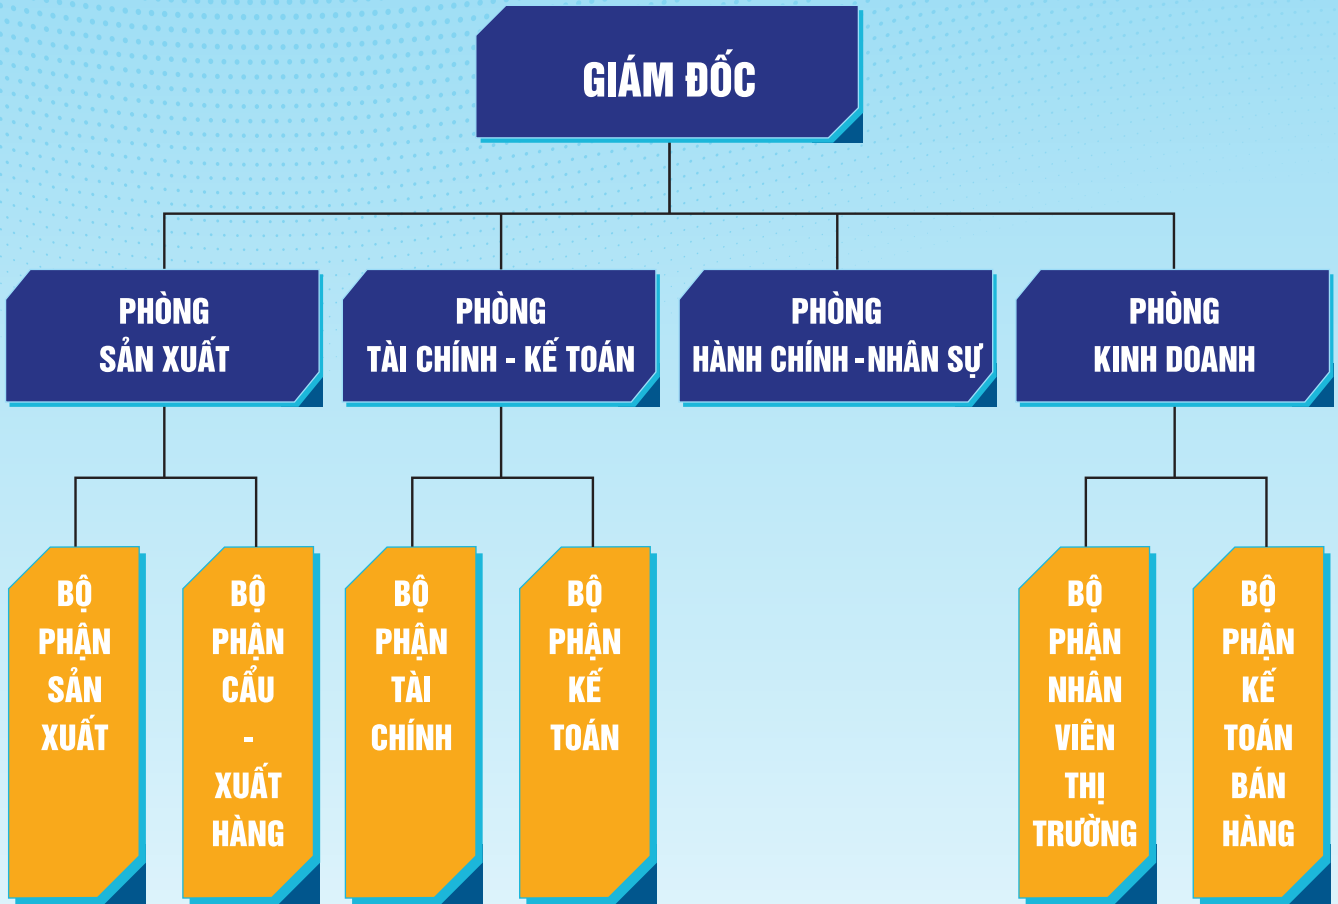 GIÁM ĐỐC
PHÒNG
SẢN XUẤT
PHÒNG
TÀI CHÍNH - KẾ TOÁN
PHÒNG
HÀNH CHÍNH - NHÂN SỰ
PHÒNG
KINH DOANH
BỘ
PHẬN
SẢN
XUẤT
BỘ
PHẬN
CẨU
-
XUẤT
HÀNG
BỘ
PHẬN
TÀI
CHÍNH
BỘ
PHẬN
KẾ
TOÁN
BỘ
PHẬN
NHÂN
VIÊN
THỊ
TRƯỜNG
BỘ
PHẬN
KẾ
TOÁN
BÁN
HÀNG